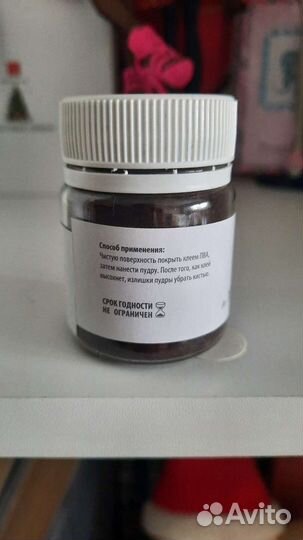 Способ применения:
Чистую поверхность покрыть клеем ПВА,
затем нанести пудру. После того, как клей
высохнет, излишки пудры убрать кистью.
СРОК ГОДНОСТИ
НЕ ОГРАНИЧЕН
Avito